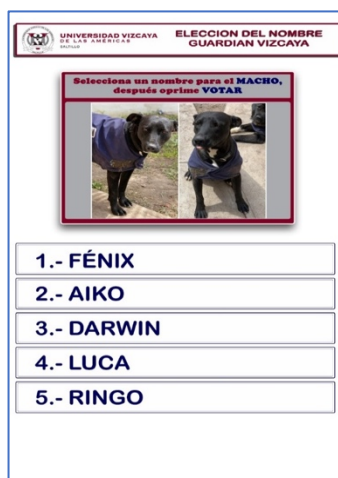 UNIVERSIDAD VIZCAYA
DE LAS AMÉRICAS
SALTILLO
ELECCION DEL NOMBRE
GUARDIAN VIZCAYA
Selecciona un nombre para el MACHO,
después oprime VOTAR
1.- FÉNIX
2.- AIKO
3.- DARWIN
4.- LUCA
5.- RINGO